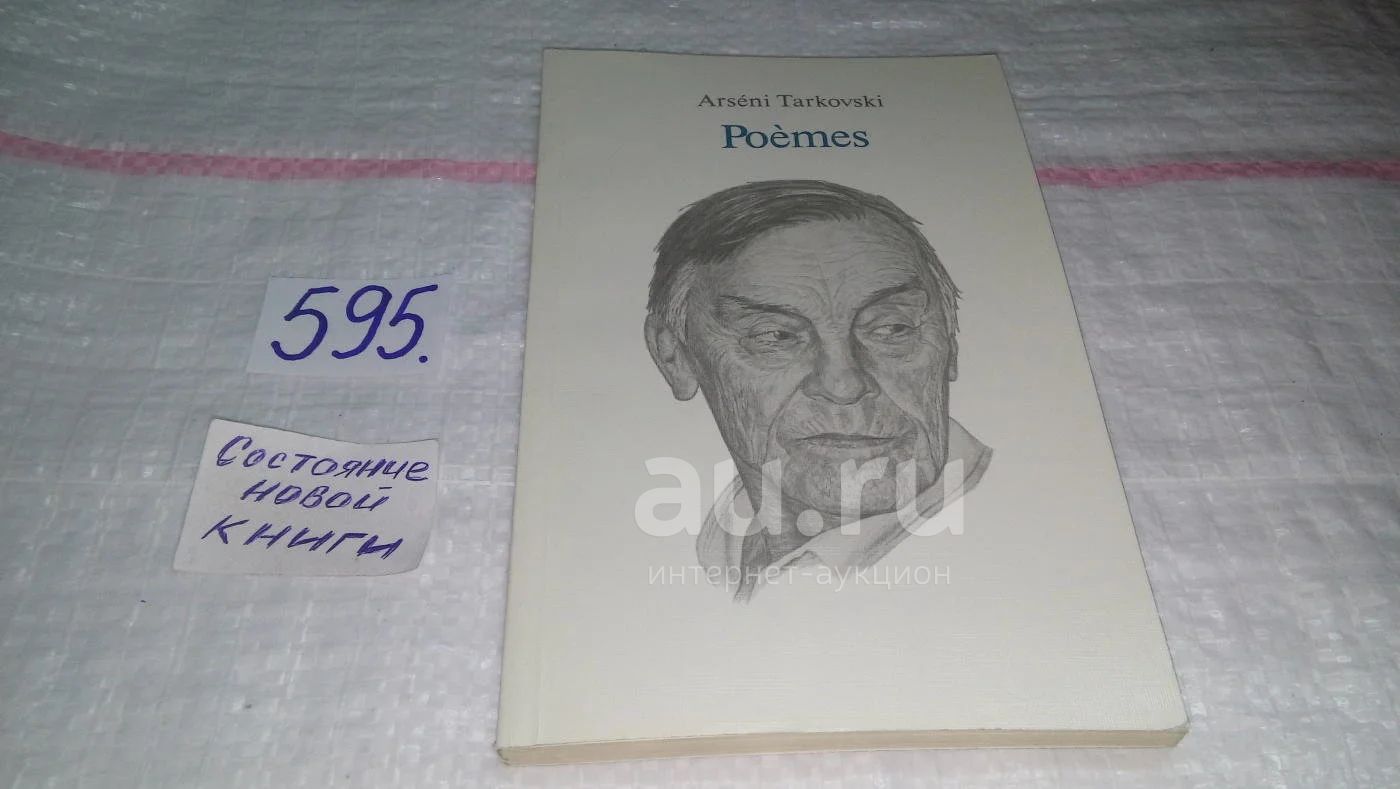 Arséni Tarkovski
Poèmes
595.
Состояние
новой
книги
au.ru
интернет-аукцион